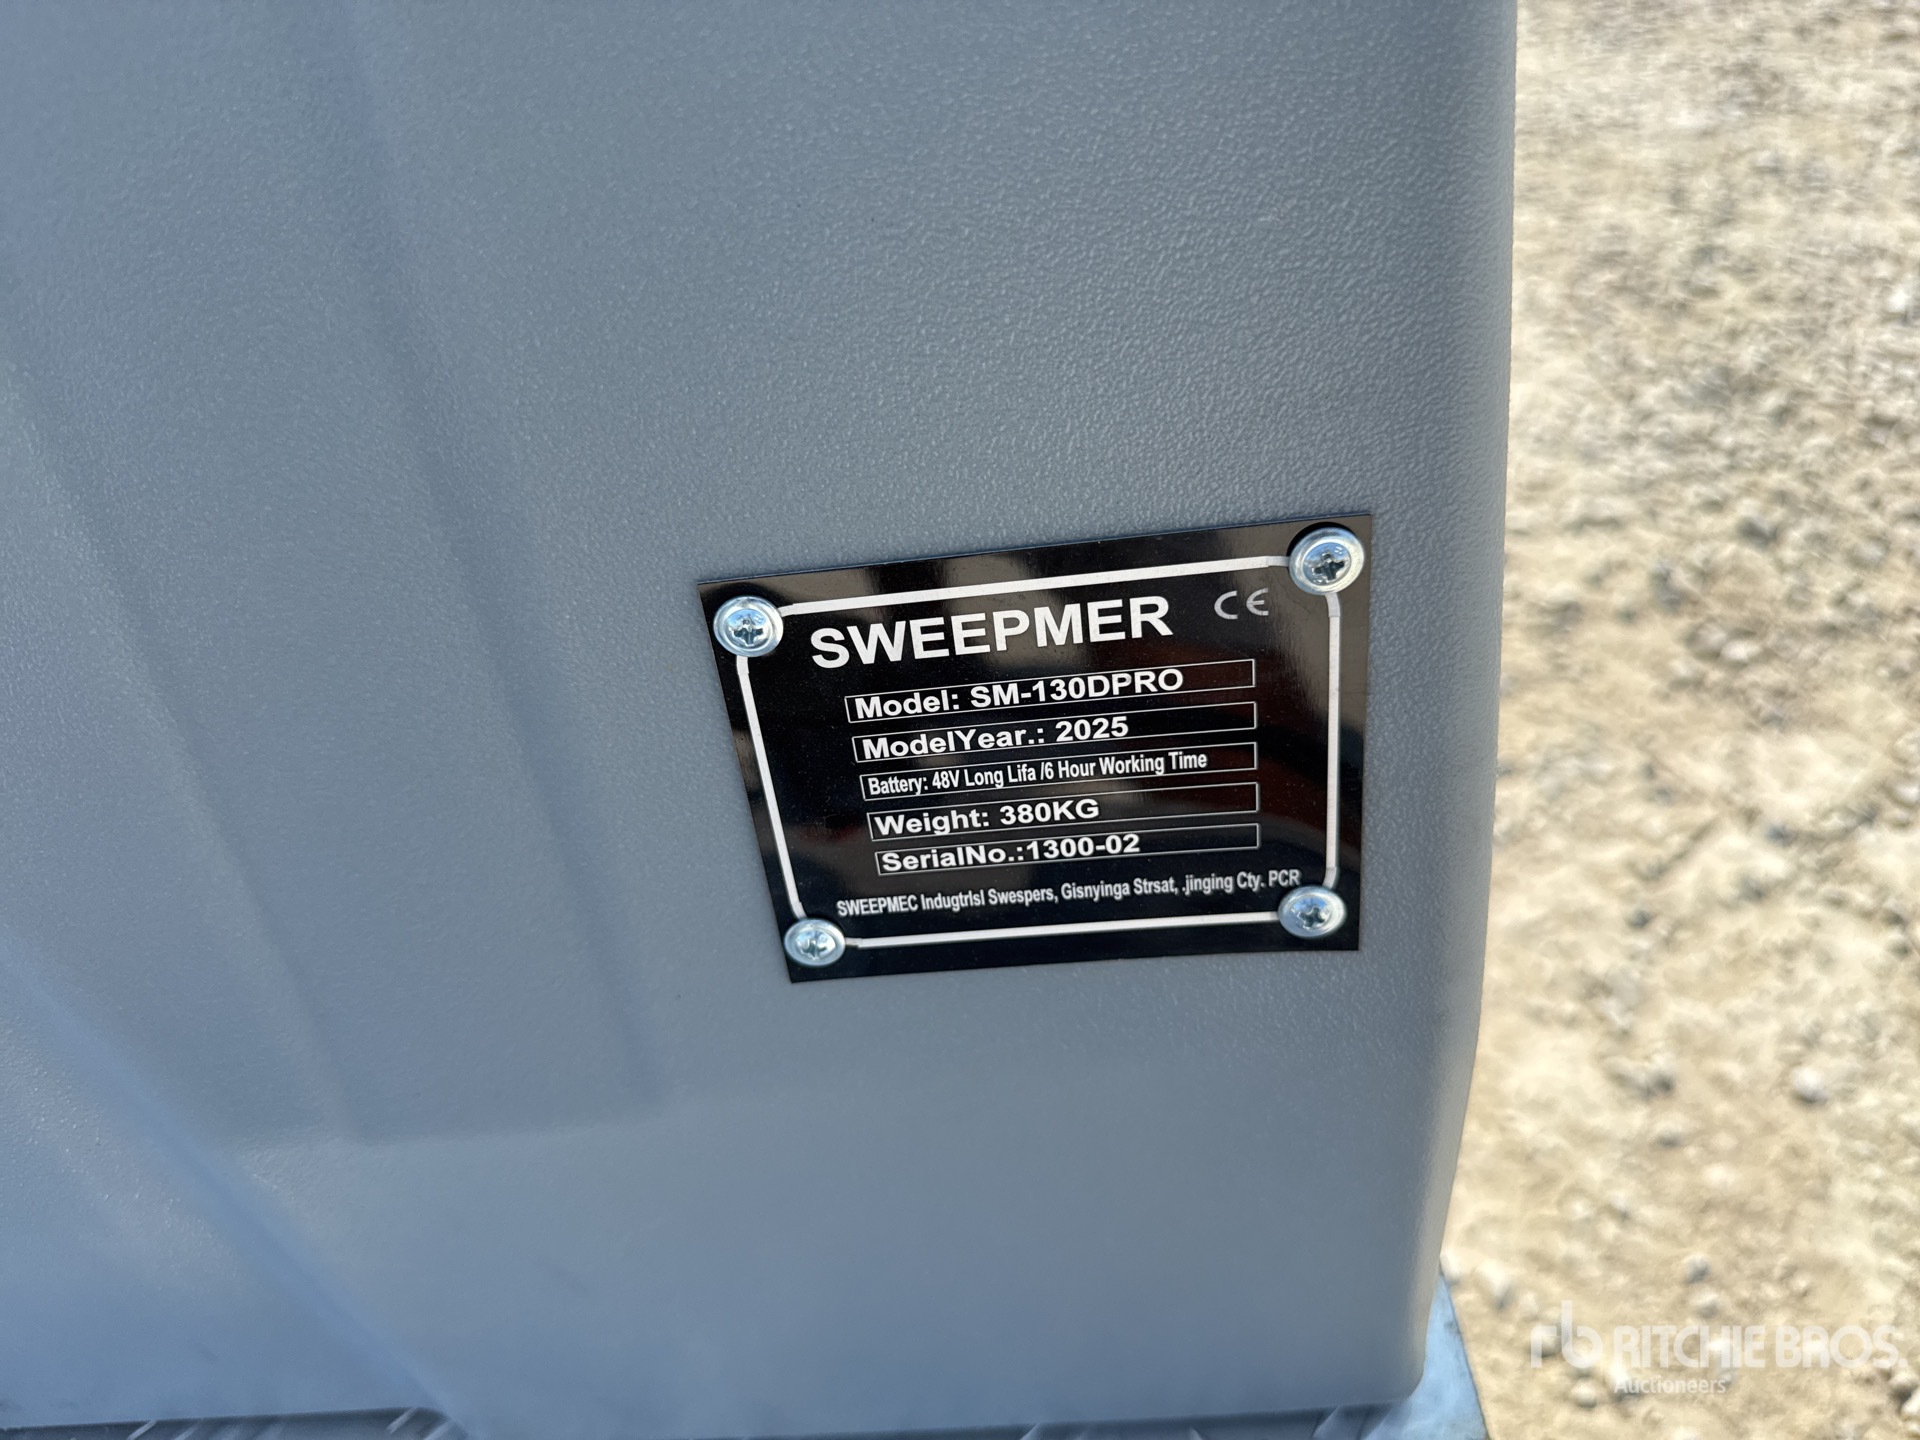 SWEEPMER CE
Model: SM-130DPRO
ModelYear.: 2025
Battery: 48V Long Lifa /6 Hour Working Time
Weight: 380KG
SerialNo.:1300-02
SWEEPMEC Indugtrlsl Swespers, Gisnyinga Strsat, .jinging Cty. PCR
rb RITCHIE BROS.
Auctioneers